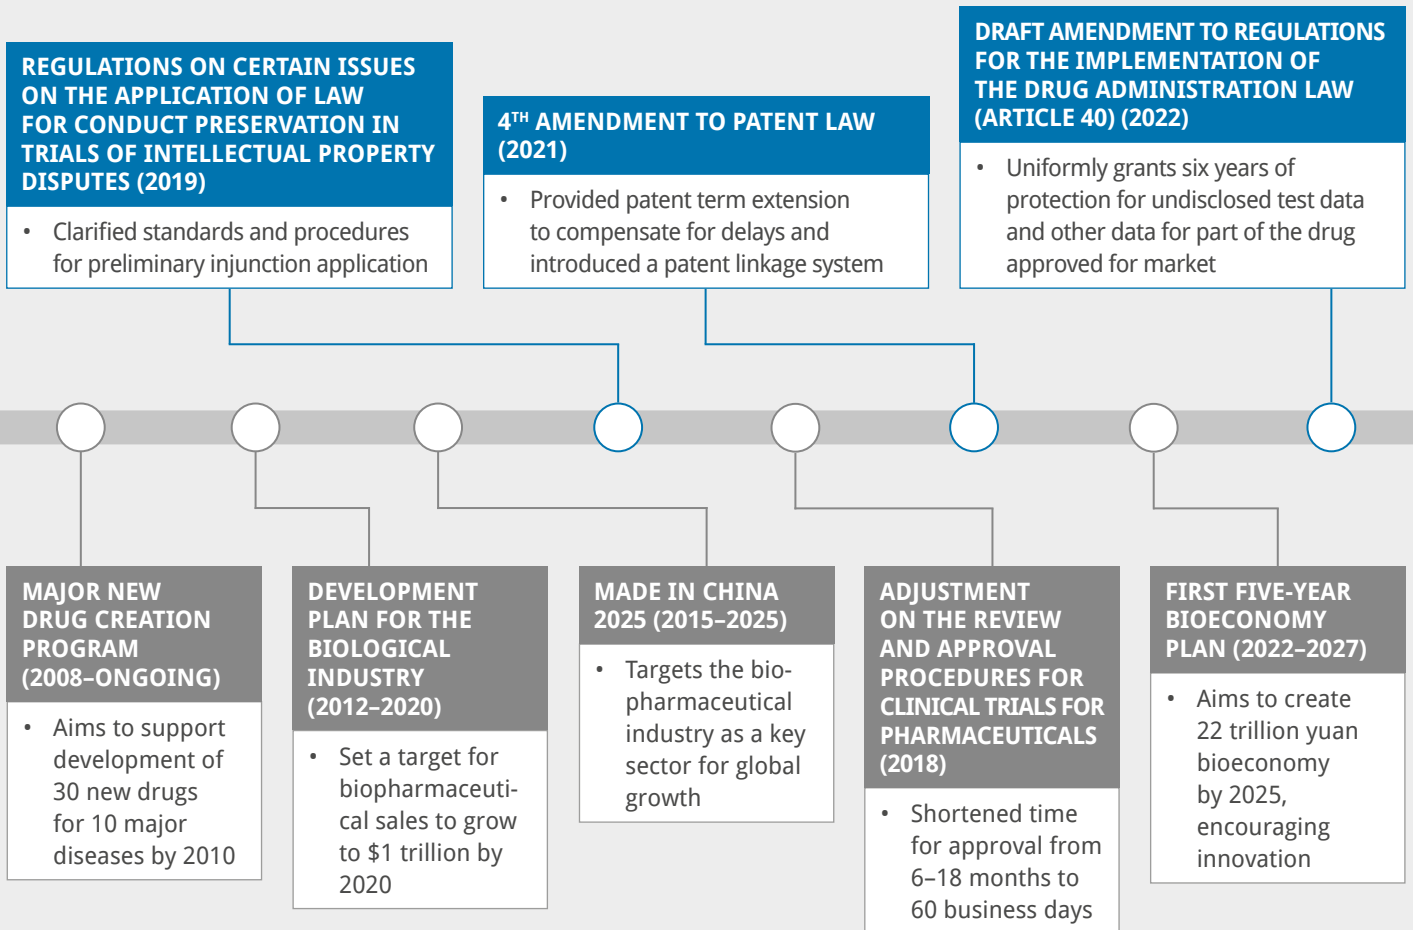 REGULATIONS ON CERTAIN ISSUES
ON THE APPLICATION OF LAW
FOR CONDUCT PRESERVATION IN
TRIALS OF INTELLECTUAL PROPERTY
DISPUTES (2019)
• Clarified standards and procedures
for preliminary injunction application
4TH AMENDMENT TO PATENT LAW
(2021)
• Provided patent term extension
to compensate for delays and
introduced a patent linkage system
DRAFT AMENDMENT TO REGULATIONS
FOR THE IMPLEMENTATION OF
THE DRUG ADMINISTRATION LAW
(ARTICLE 40) (2022)
• Uniformly grants six years of
protection for undisclosed test data
and other data for part of the drug
approved for market
MAJOR NEW
DRUG CREATION
PROGRAM
(2008–ONGOING)
• Aims to support
development of
30 new drugs
for 10 major
diseases by 2010
DEVELOPMENT
PLAN FOR THE
BIOLOGICAL
INDUSTRY
(2012–2020)
• Set a target for
biopharmaceuti-
cal sales to grow
to $1 trillion by
2020
MADE IN CHINA
2025 (2015–2025)
• Targets the bio-
pharmaceutical
industry as a key
sector for global
growth
ADJUSTMENT
ON THE REVIEW
AND APPROVAL
PROCEDURES FOR
CLINICAL TRIALS FOR
PHARMACEUTICALS
(2018)
• Shortened time
for approval from
6–18 months to
60 business days
FIRST FIVE-YEAR
BIOECONOMY
PLAN (2022–2027)
• Aims to create
22 trillion yuan
bioeconomy
by 2025,
encouraging
innovation